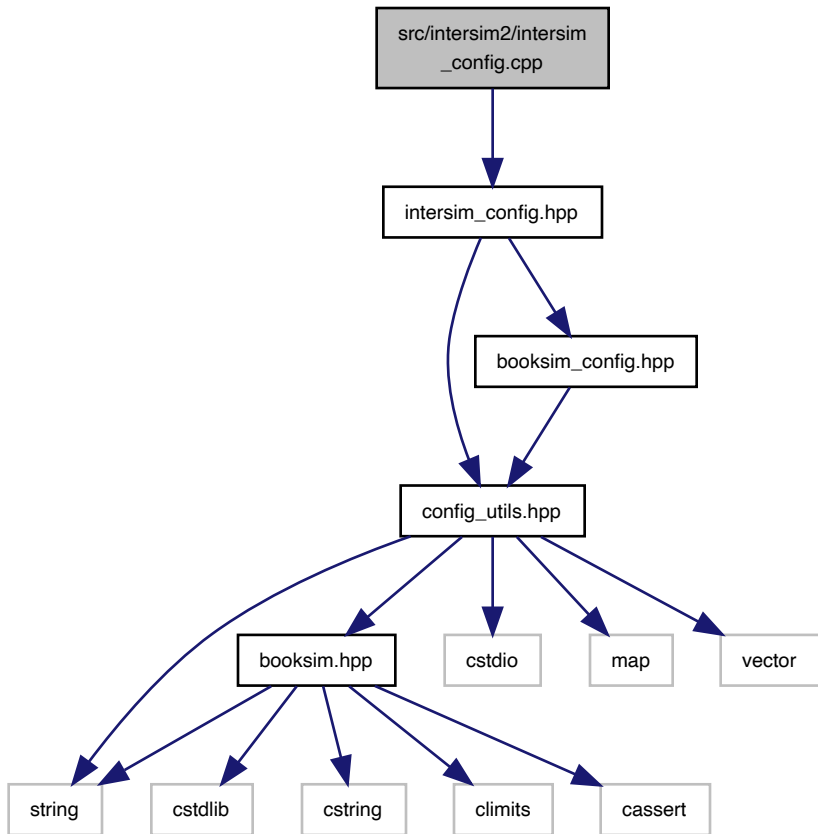 src/intersim2/intersim
_config.cpp
intersim_config.hpp
booksim_config.hpp
config_utils.hpp
booksim.hpp
cstdio
map
vector
string
cstdlib
cstring
climits
cassert